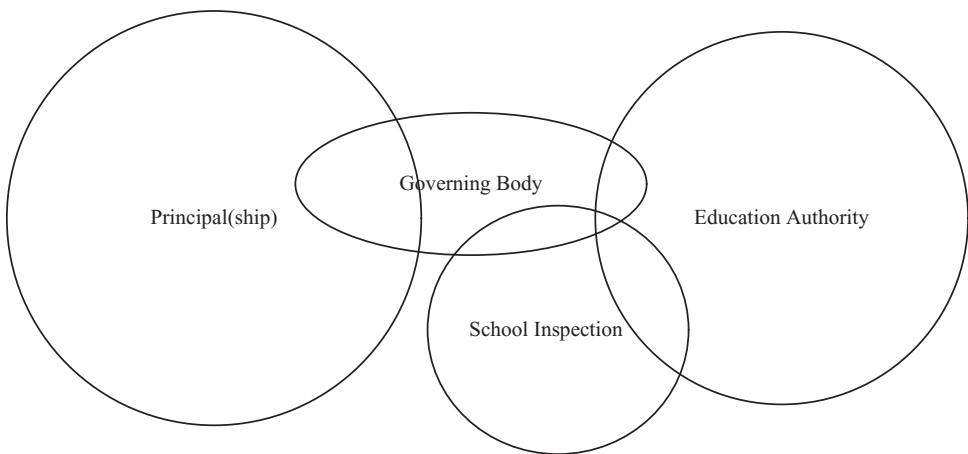 Governing Body
Principal(ship)
Education Authority
School Inspection